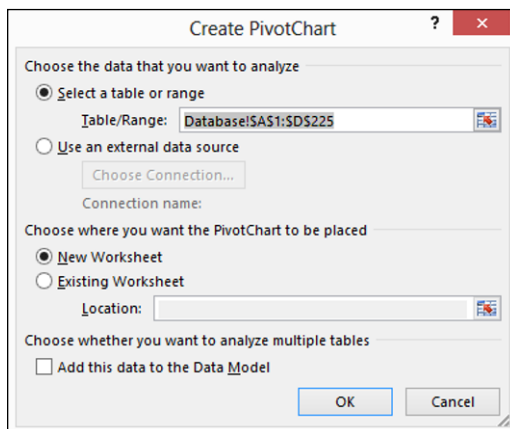 Create PivotChart
?
Choose the data that you want to analyze
Select a table or range
Table/Range: Database!$A$1:$D$225
Use an external data source
Choose Connection...
Connection name:
Choose where you want the PivotChart to be placed
New Worksheet
Existing Worksheet
Location:
Choose whether you want to analyze multiple tables
Add this data to the Data Model
OK Cancel